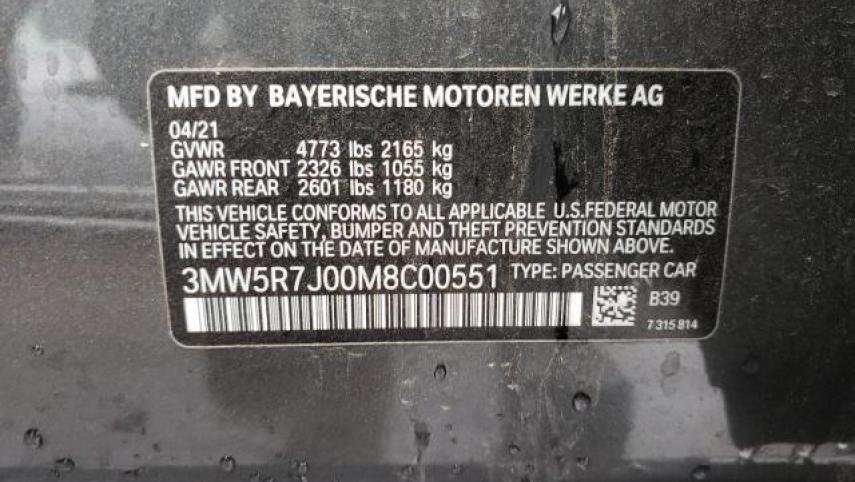 MFD BY BAYERISCHE MOTOREN WERKE AG
04/21
GVWR 4773 lbs 2165 kg
GAWR FRONT 2326 lbs 1055 kg
GAWR REAR 2601 lbs 1180 kg
THIS VEHICLE CONFORMS TO ALL APPLICABLE U.S.FEDERAL MOTOR
VEHICLE SAFETY, BUMPER AND THEFT PREVENTION STANDARDS
IN EFFECT ON THE DATE OF MANUFACTURE SHOWN ABOVE.
3MW5R7J00M8C00551 TYPE: PASSENGER CAR
B39
7 315 814